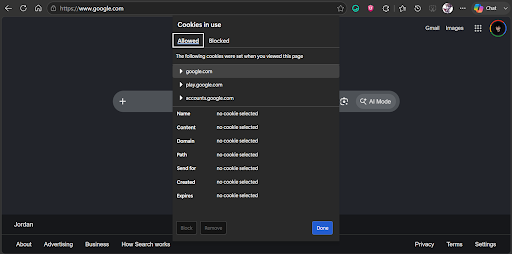 https://www.google.com
Chat
Cookies in use
Allowed Blocked
Gmail Images
The following cookies were set when you viewed this page
google.com
play.google.com
accounts.google.com
AI Mode
Name no cookie selected
Content no cookie selected
Domain no cookie selected
Path no cookie selected
Send for no cookie selected
Created no cookie selected
Expires no cookie selected
Jordan
Block Remove Done
About Advertising Business How Search works Privacy Terms Settings